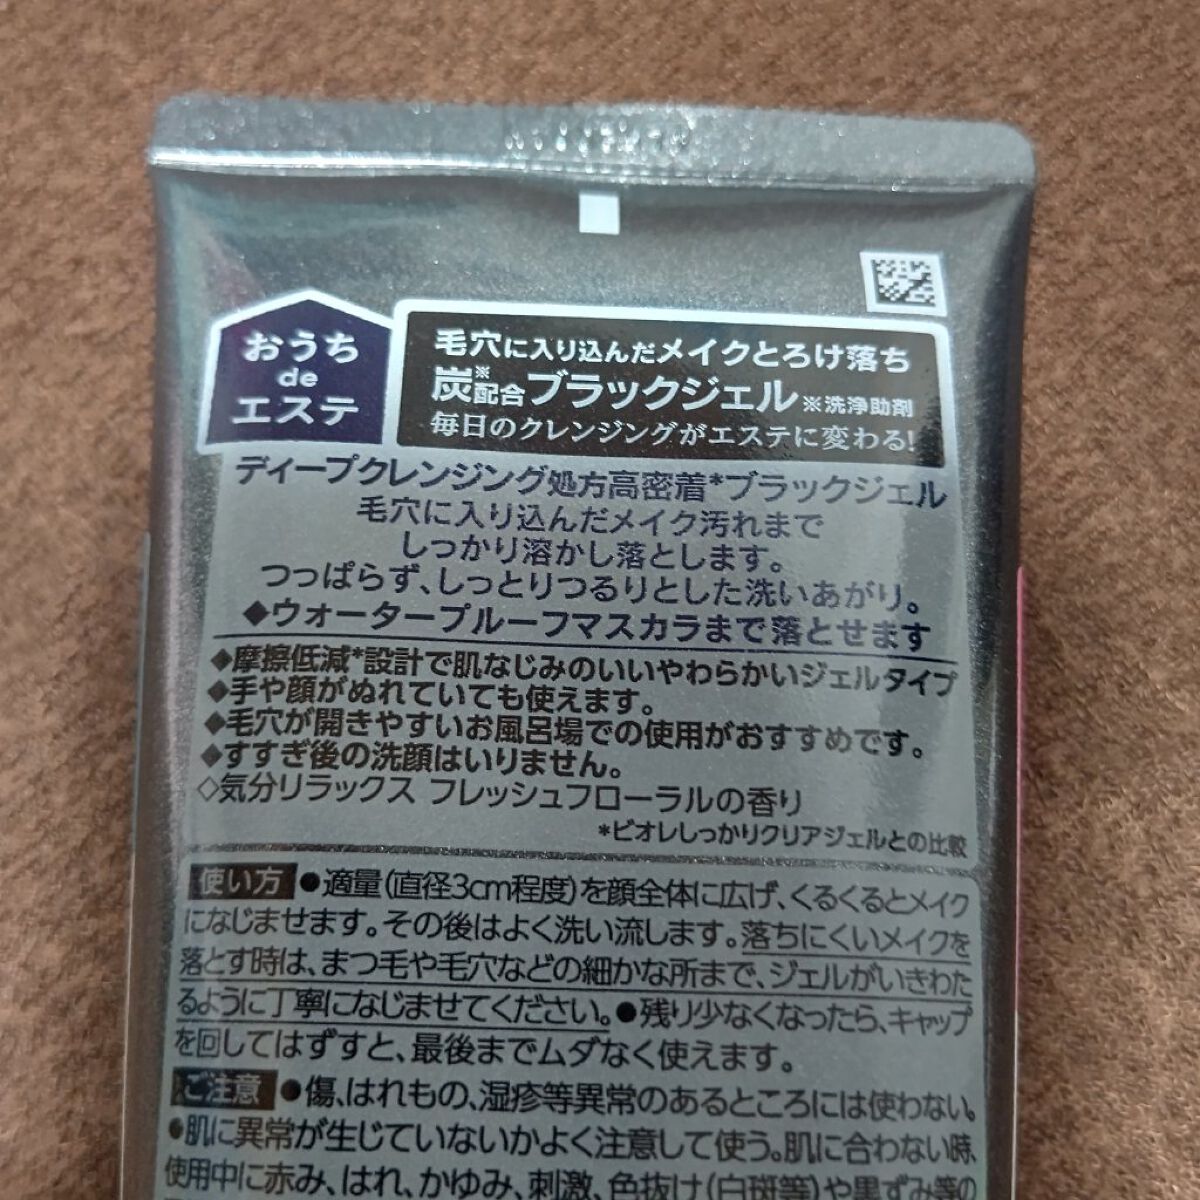 おうち
de
エステ
毛穴に入り込んだメイクとろけ落ち
炭※配合ブラックジェル ※洗浄助剤
毎日のクレンジングがエステに変わる!
ディープクレンジング処方高密着*ブラックジェル
毛穴に入り込んだメイク汚れまで
しっかり溶かし落とします。
つっぱらず、しっとりつるりとした洗いあがり。
◆ウォータープルーフマスカラまで落とせます
◆摩擦低減*設計で肌なじみのいいやわらかいジェルタイプ
◆手や顔がぬれていても使えます。
◆毛穴が開きやすいお風呂場での使用がおすすめです。
◆すすぎ後の洗顔はいりません。
◇気分リラックス フレッシュフローラルの香り
*ビオレしっかりクリアジェルとの比較
使い方 ●適量(直径3cm程度)を顔全体に広げ、くるくるとメイク
になじませます。その後はよく洗い流します。落ちにくいメイクを
落とす時は、まつ毛や毛穴などの細かな所まで、ジェルがいきわた
るように丁寧になじませてください。●残り少なくなったら、キャップ
を回してはずすと、最後までムダなく使えます。
ご注意 ●傷、はれもの、湿疹等異常のあるところには使わない。
●肌に異常が生じていないかよく注意して使う。肌に合わない時、
使用中に赤み、はれ、かゆみ、刺激、色抜け(白斑等)や黒ずみ等の